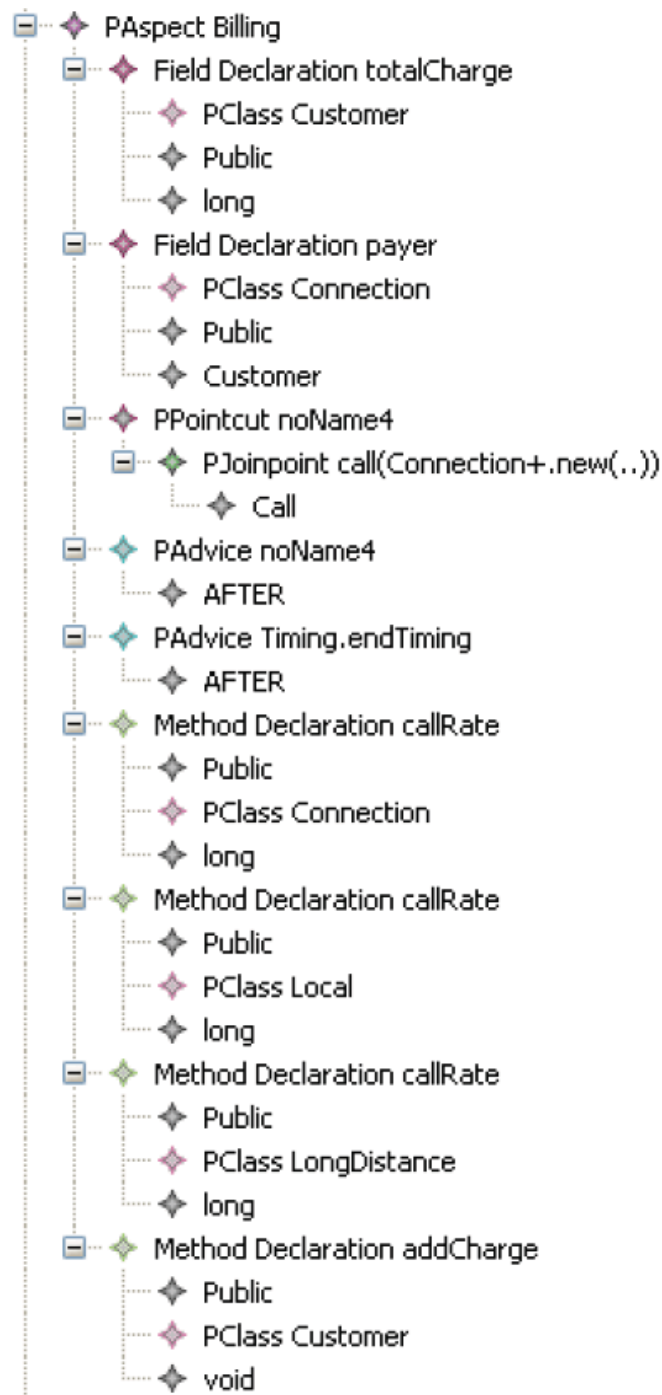 PAspect Billing
Field Declaration totalCharge
PClass Customer
Public
long
Field Declaration payer
PClass Connection
Public
Customer
PPointcut noName4
PJoinpoint call(Connection+.new(..))
Call
PAdvice noName4
AFTER
PAdvice Timing.endTiming
AFTER
Method Declaration callRate
Public
PClass Connection
long
Method Declaration callRate
Public
PClass Local
long
Method Declaration callRate
Public
PClass LongDistance
long
Method Declaration addCharge
Public
PClass Customer
void